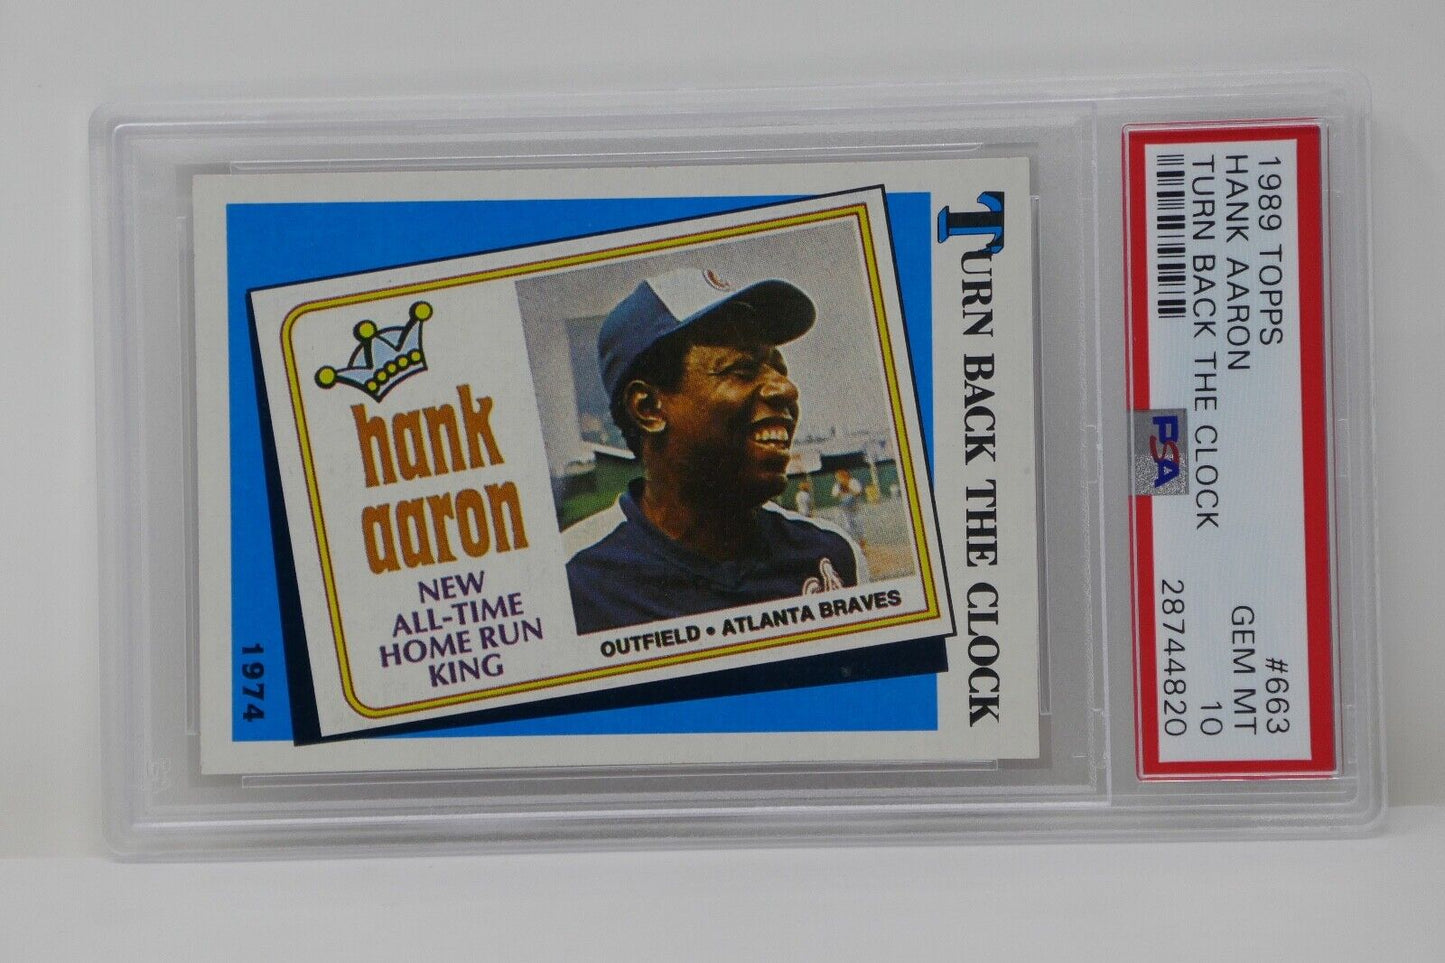 TURN BACK THE CLOCK
hank
aaron
NEW
ALL-TIME
HOME RUN
KING
OUTFIELD • ATLANTA BRAVES
1974
1989 TOPPS #663
HANK AARON GEM MT
TURN BACK THE CLOCK 10
28744820
PSA